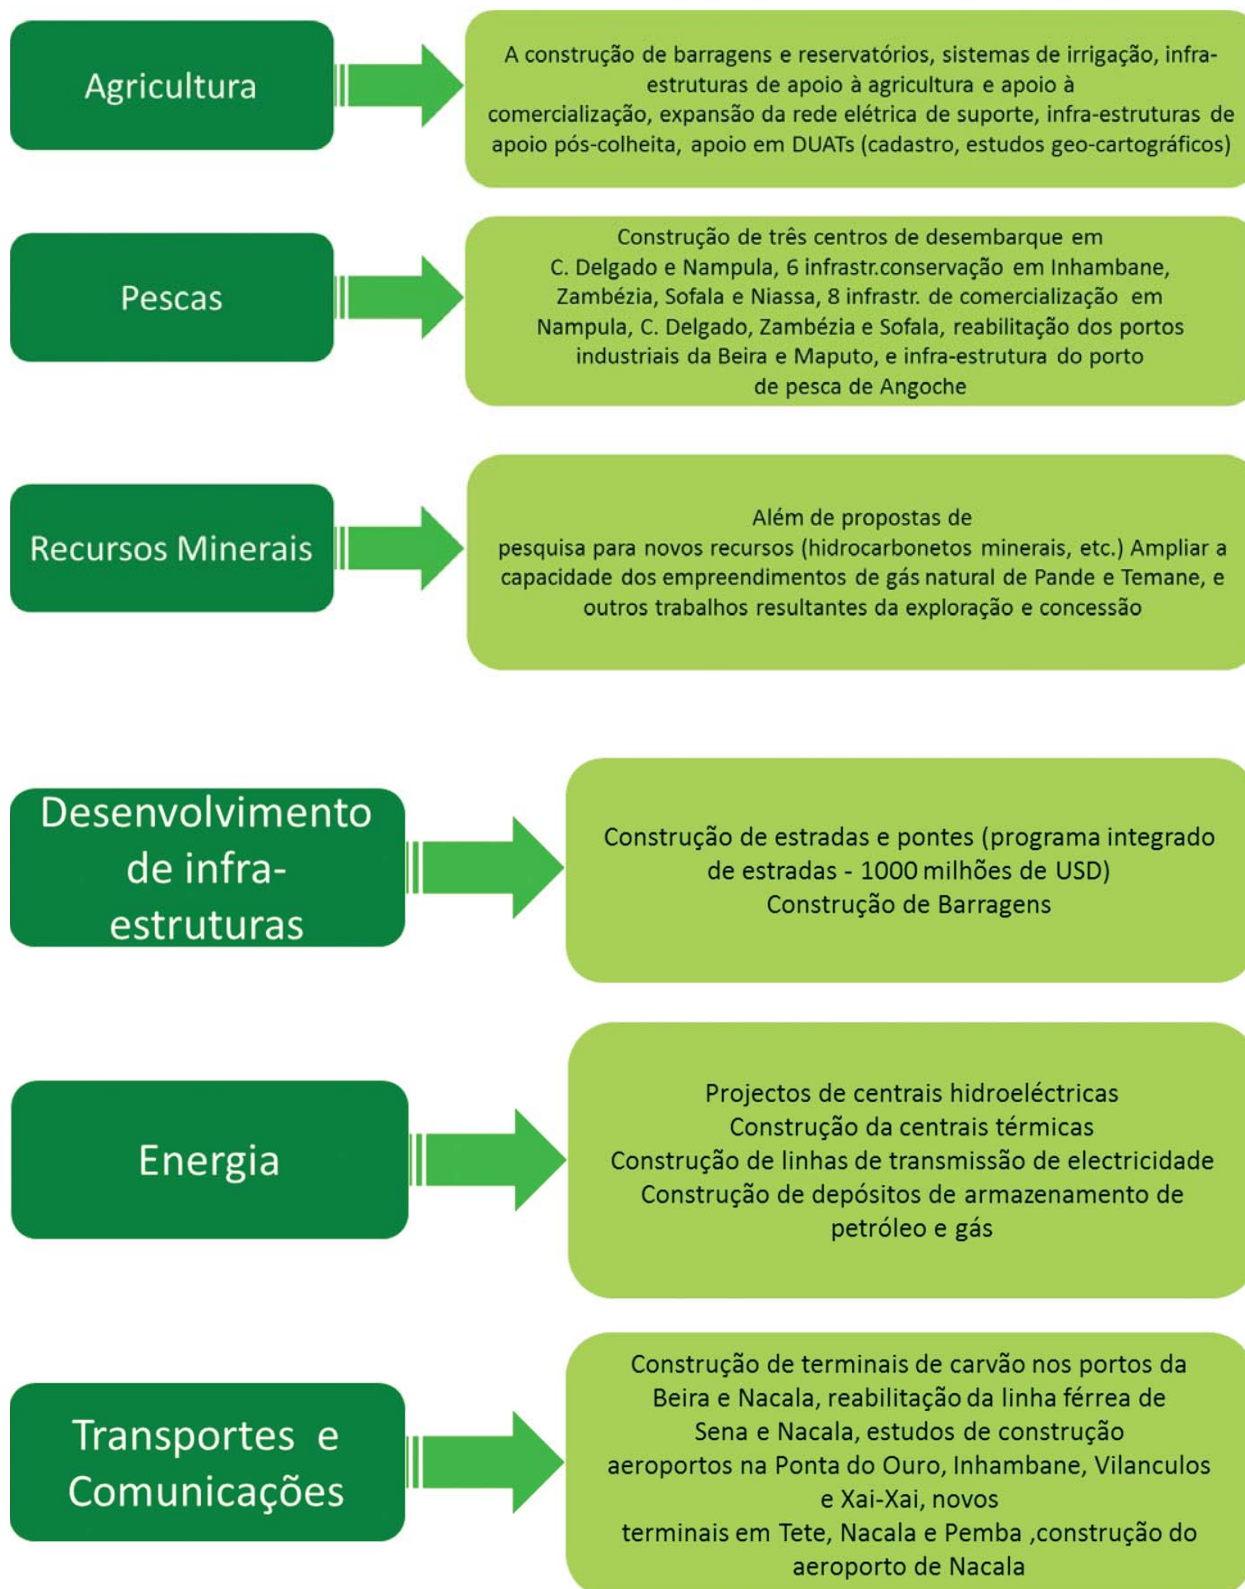 Agricultura
A construção de barragens e reservatórios, sistemas de irrigação, infra-
estruturas de apoio à agricultura e apoio à
comercialização, expansão da rede elétrica de suporte, infra-estruturas de
apoio pós-colheita, apoio em DUATs (cadastro, estudos geo-cartográficos)
Pescas
Construção de três centros de desembarque em
C. Delgado e Nampula, 6 infrastr.conservação em Inhambane,
Zambézia, Sofala e Niassa, 8 infrastr. de comercialização em
Nampula, C. Delgado, Zambézia e Sofala, reabilitação dos portos
industriais da Beira e Maputo, e infra-estrutura do porto
de pesca de Angoche
Recursos Minerais
Além de propostas de
pesquisa para novos recursos (hidrocarbonetos minerais, etc.) Ampliar a
capacidade dos empreendimentos de gás natural de Pande e Temane, e
outros trabalhos resultantes da exploração e concessão
Desenvolvimento
de infra-
estruturas
Construção de estradas e pontes (programa integrado
de estradas - 1000 milhões de USD)
Construção de Barragens
Energia
Projectos de centrais hidroeléctricas
Construção da centrais térmicas
Construção de linhas de transmissão de electricidade
Construção de depósitos de armazenamento de
petróleo e gás
Transportes e
Comunicações
Construção de terminais de carvão nos portos da
Beira e Nacala, reabilitação da linha férrea de
Sena e Nacala, estudos de construção
aeroportos na Ponta do Ouro, Inhambane, Vilanculos
e Xai-Xai, novos
terminais em Tete, Nacala e Pemba ,construção do
aeroporto de Nacala